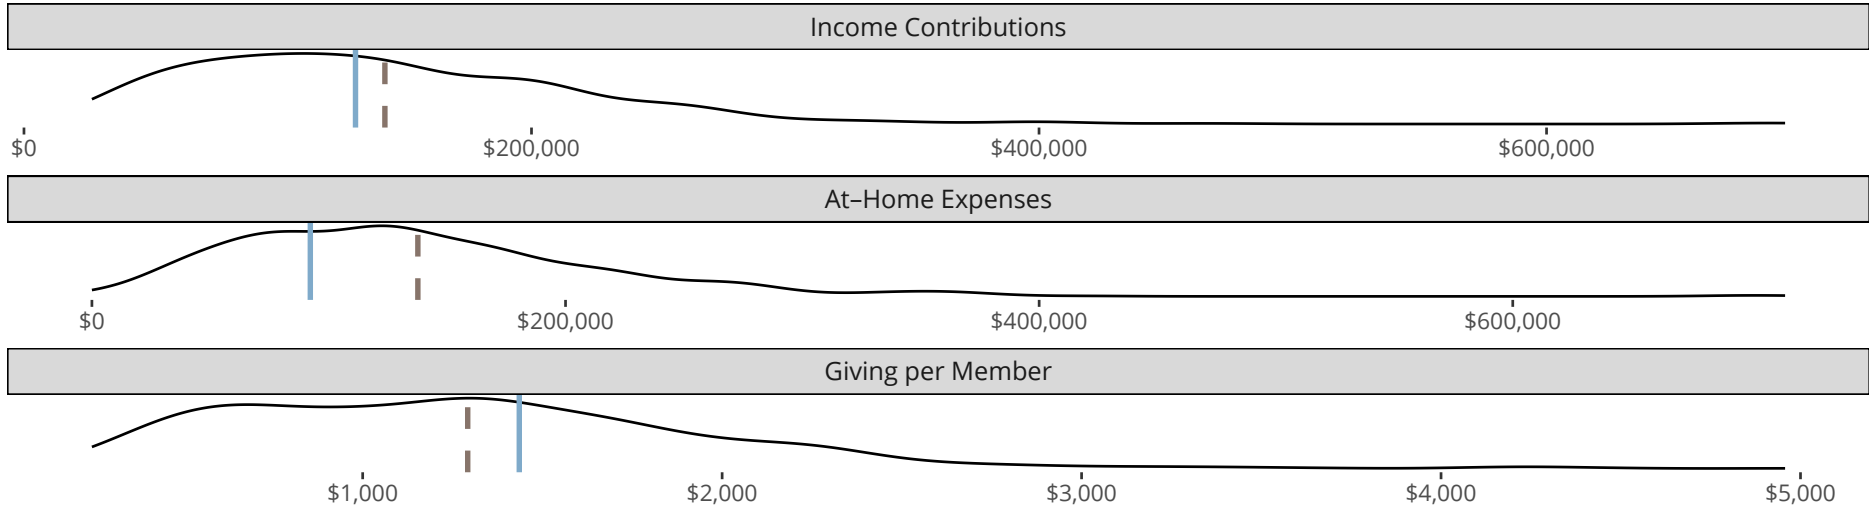 Income Contributions
$0 $200,000 $400,000 $600,000
At–Home Expenses
$0 $200,000 $400,000 $600,000
Giving per Member
$1,000 $2,000 $3,000 $4,000 $5,000